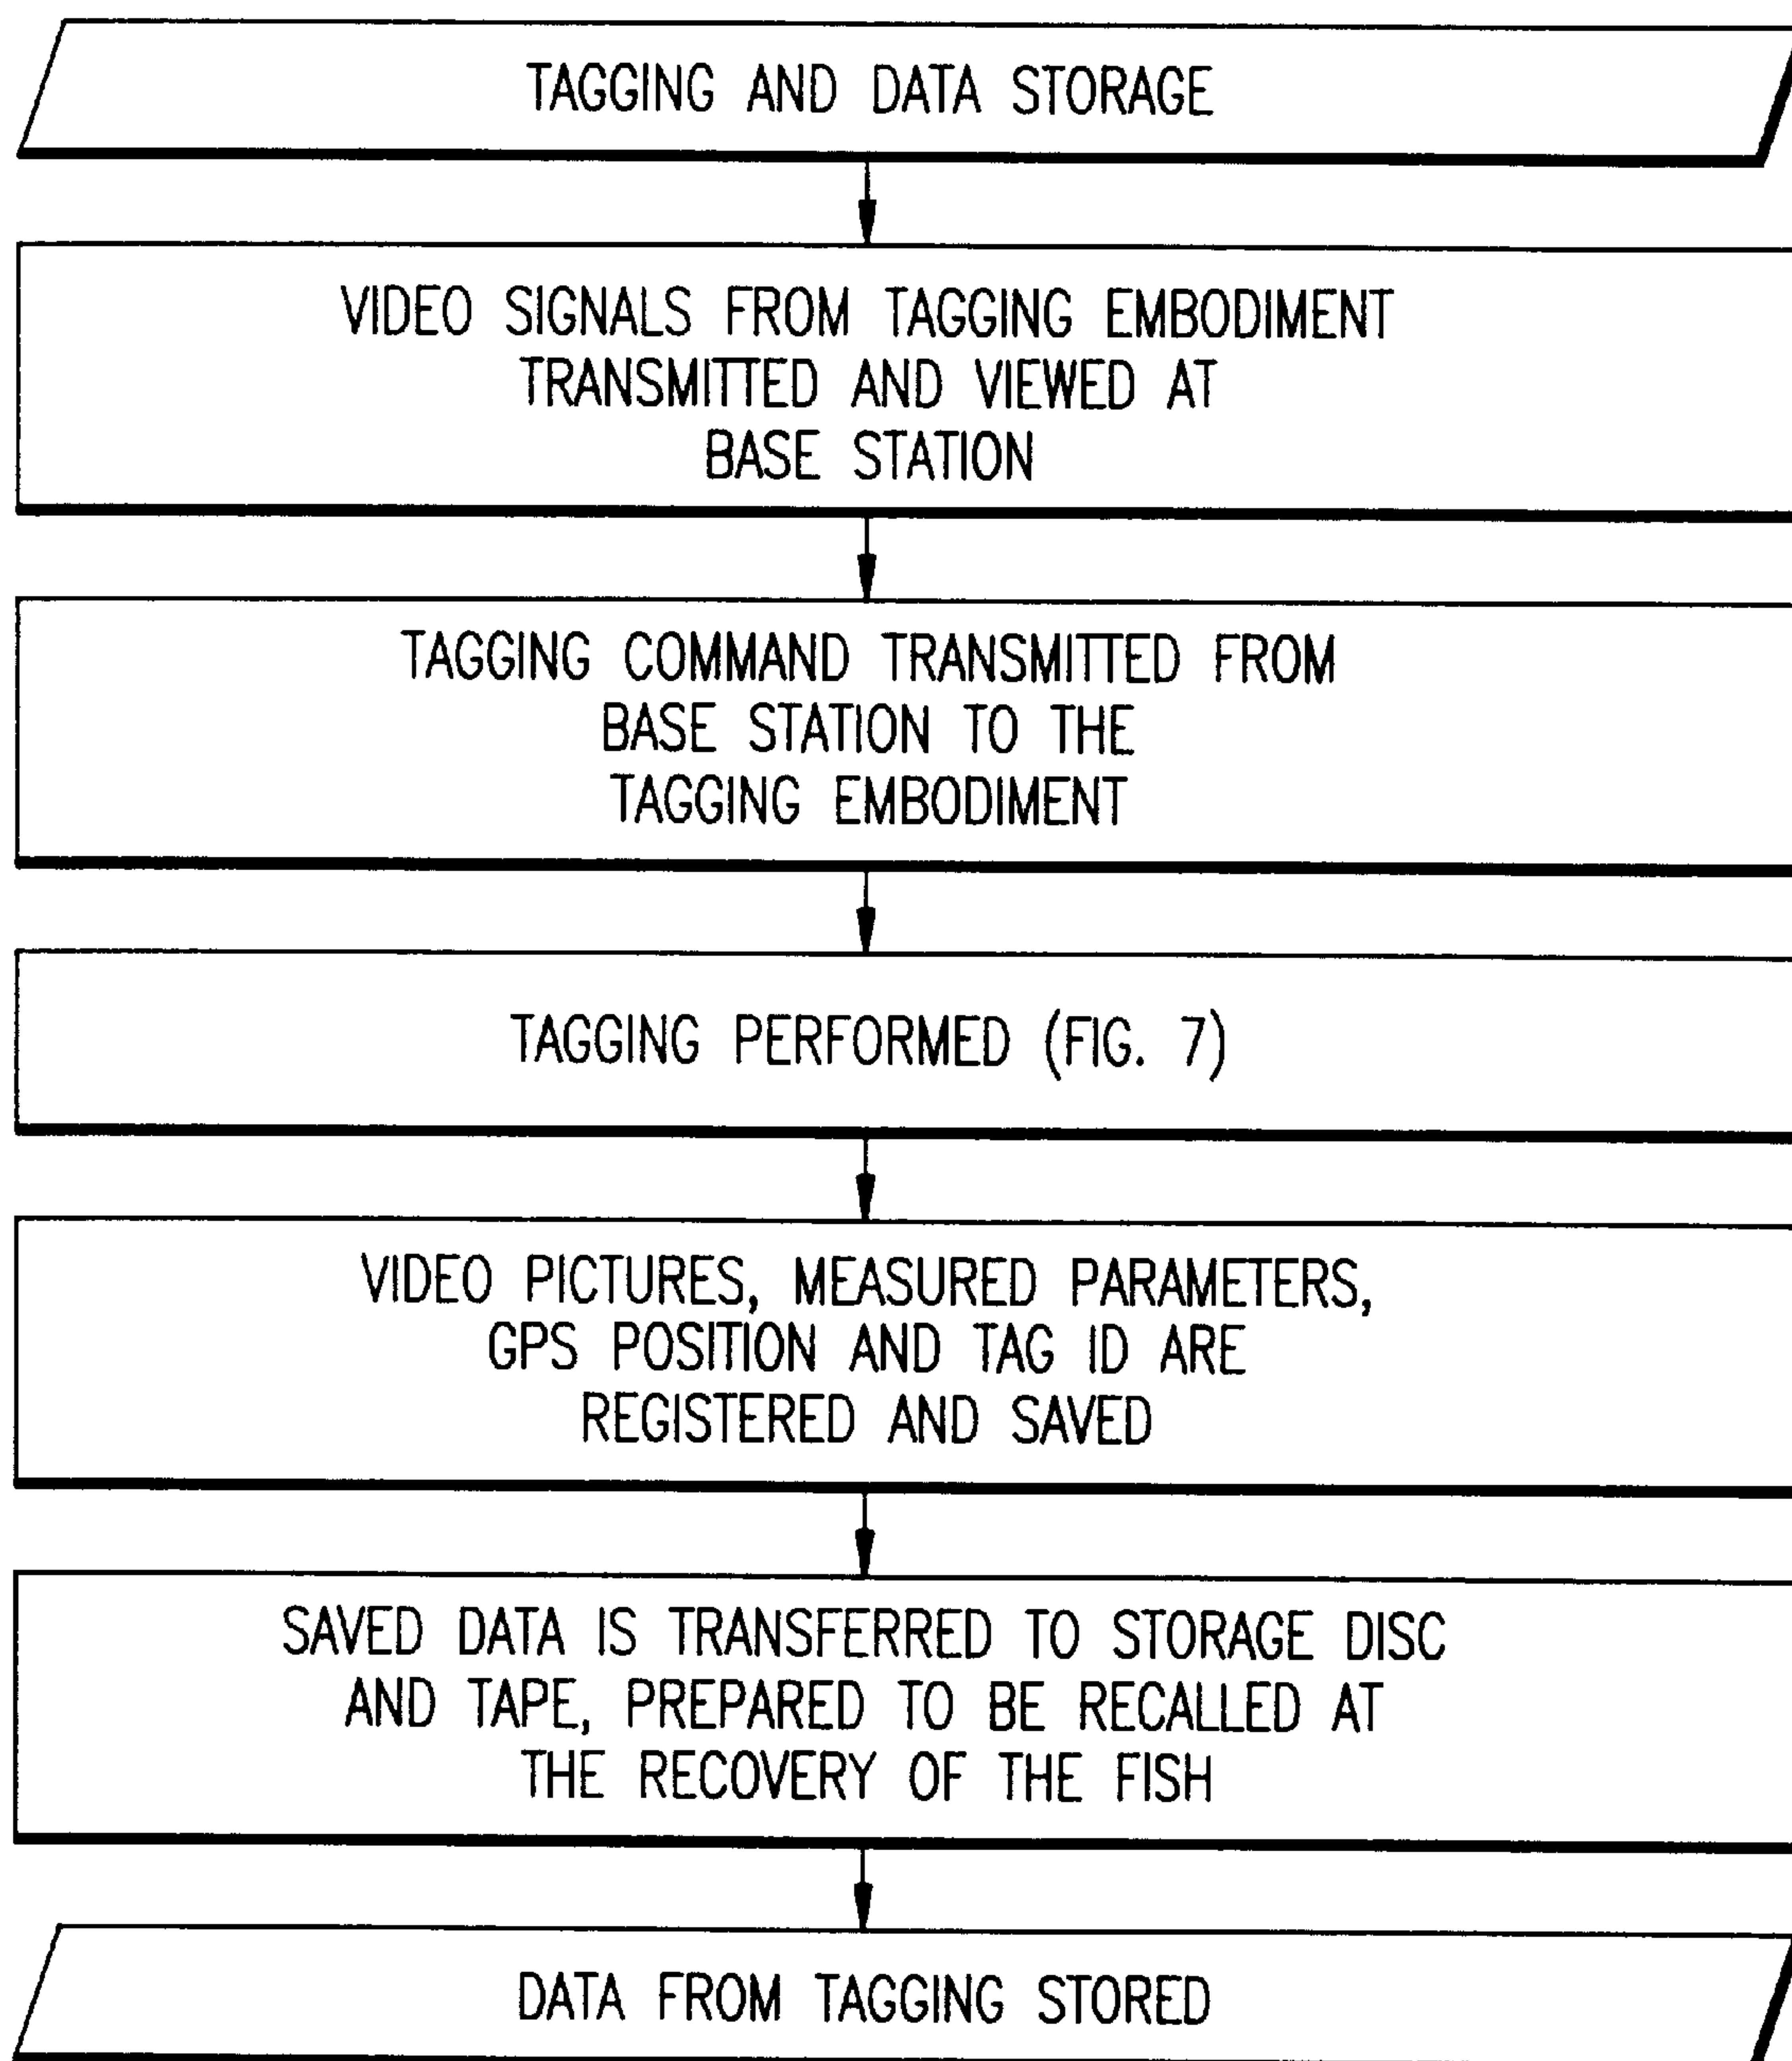 TAGGING AND DATA STORAGE
VIDEO SIGNALS FROM TAGGING EMBODIMENT
TRANSMITTED AND VIEWED AT
BASE STATION
TAGGING COMMAND TRANSMITTED FROM
BASE STATION TO THE
TAGGING EMBODIMENT
TAGGING PERFORMED (FIG. 7)
VIDEO PICTURES, MEASURED PARAMETERS,
GPS POSITION AND TAG ID ARE
REGISTERED AND SAVED
SAVED DATA IS TRANSFERRED TO STORAGE DISC
AND TAPE, PREPARED TO BE RECALLED AT
THE RECOVERY OF THE FISH
DATA FROM TAGGING STORED